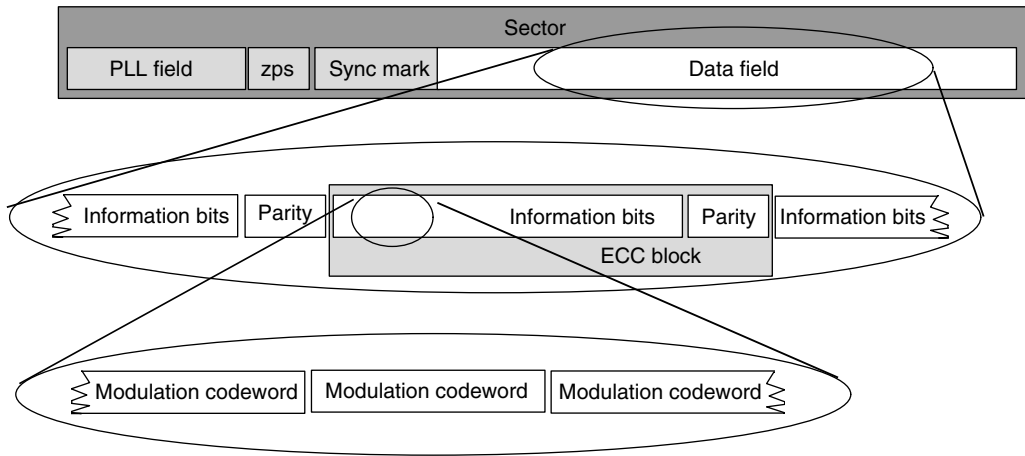 Sector
PLL field zps Sync mark Data field
Information bits Parity Information bits Parity Information bits
ECC block
Modulation codeword Modulation codeword Modulation codeword